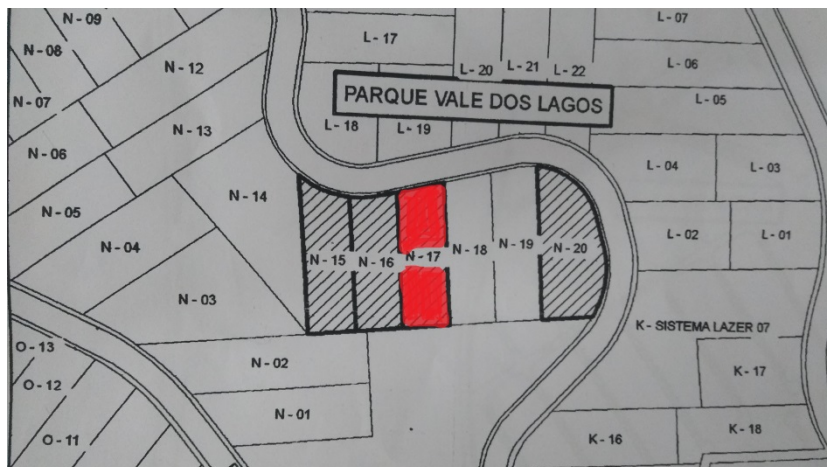 N - 09
L - 07
N - 08
L - 17
N - 12
L - 06
L - 20
L - 21
L - 22
N - 07
PARQUE VALE DOS LAGOS
L - 05
N - 13
L - 18
L - 19
N - 06
L - 04
L - 03
N - 14
N - 05
L - 02
L - 01
N - 04
N - 15
N - 16
N - 17
N - 18
N - 19
N - 20
N - 03
K - SISTEMA LAZER 07
O - 13
N - 02
K - 17
O - 12
N - 01
K - 18
O - 11
K - 16